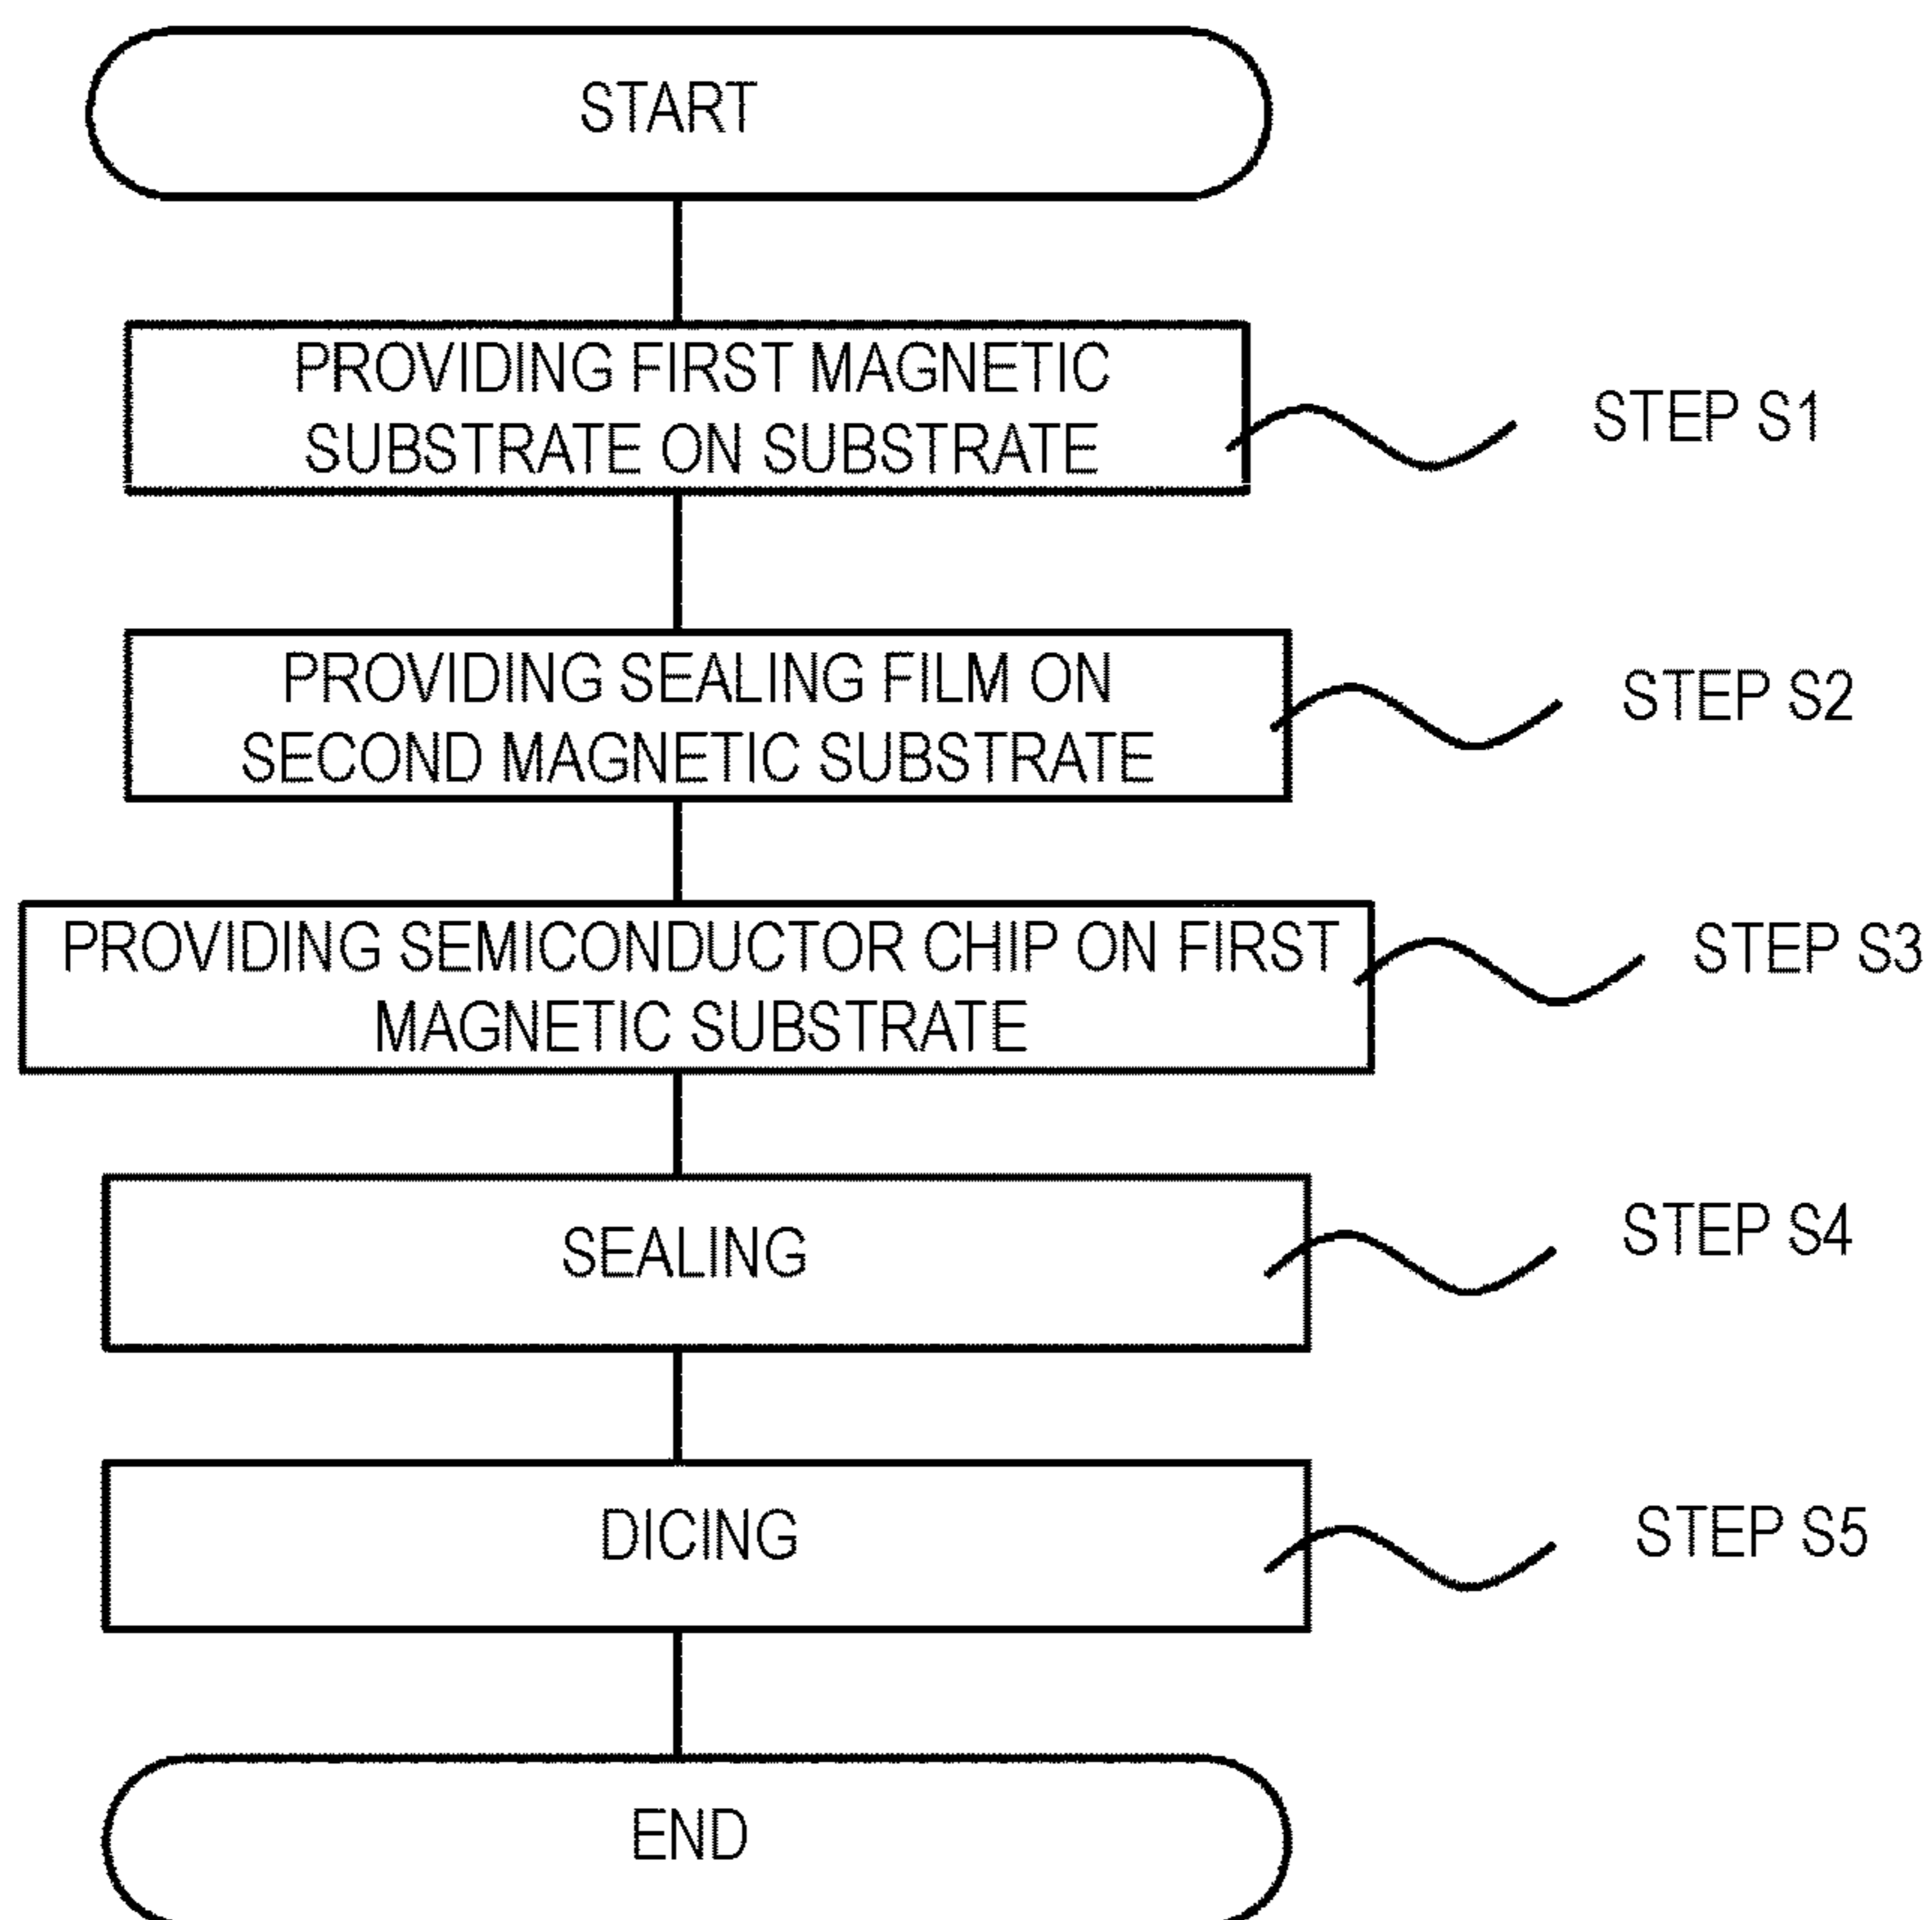 START
PROVIDING FIRST MAGNETIC
SUBSTRATE ON SUBSTRATE
STEP S1
PROVIDING SEALING FILM ON
SECOND MAGNETIC SUBSTRATE
STEP S2
PROVIDING SEMICONDUCTOR CHIP ON FIRST
MAGNETIC SUBSTRATE
STEP S3
SEALING
STEP S4
DICING
STEP S5
END